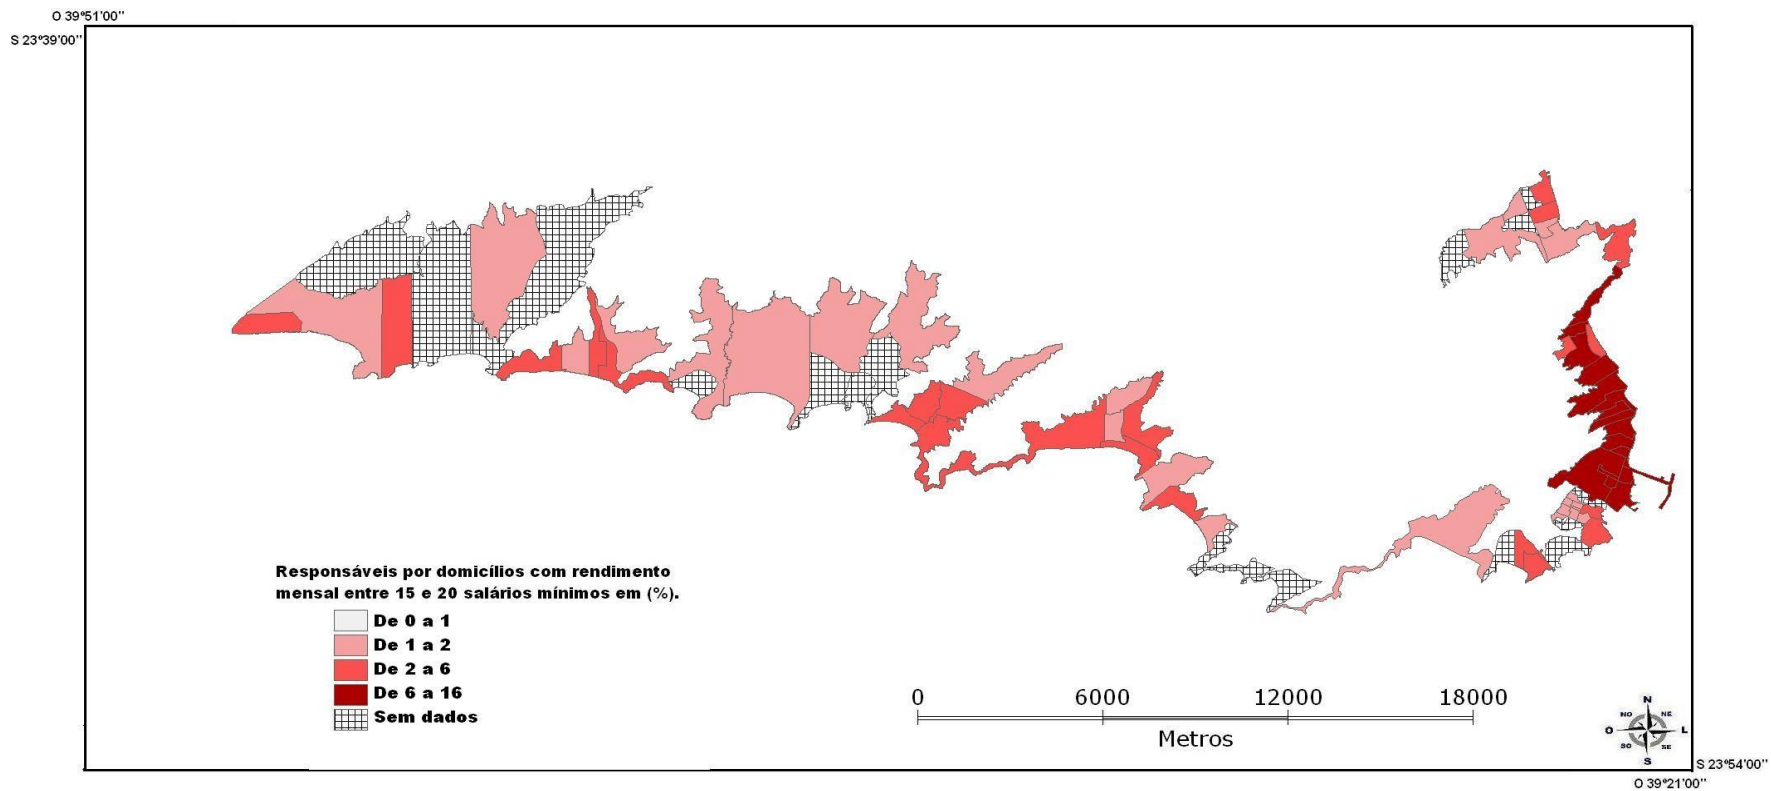 O 39°51'00''
S 23°39'00''
Responsáveis por domicílios com rendimento
mensal entre 15 e 20 salários mínimos em (%).
De 0 a 1
De 1 a 2
De 2 a 6
De 6 a 16
Sem dados
0 6000 12000 18000
Metros
N
NO NE
O L
SO SE
S
S 23°54'00''
O 39°21'00''